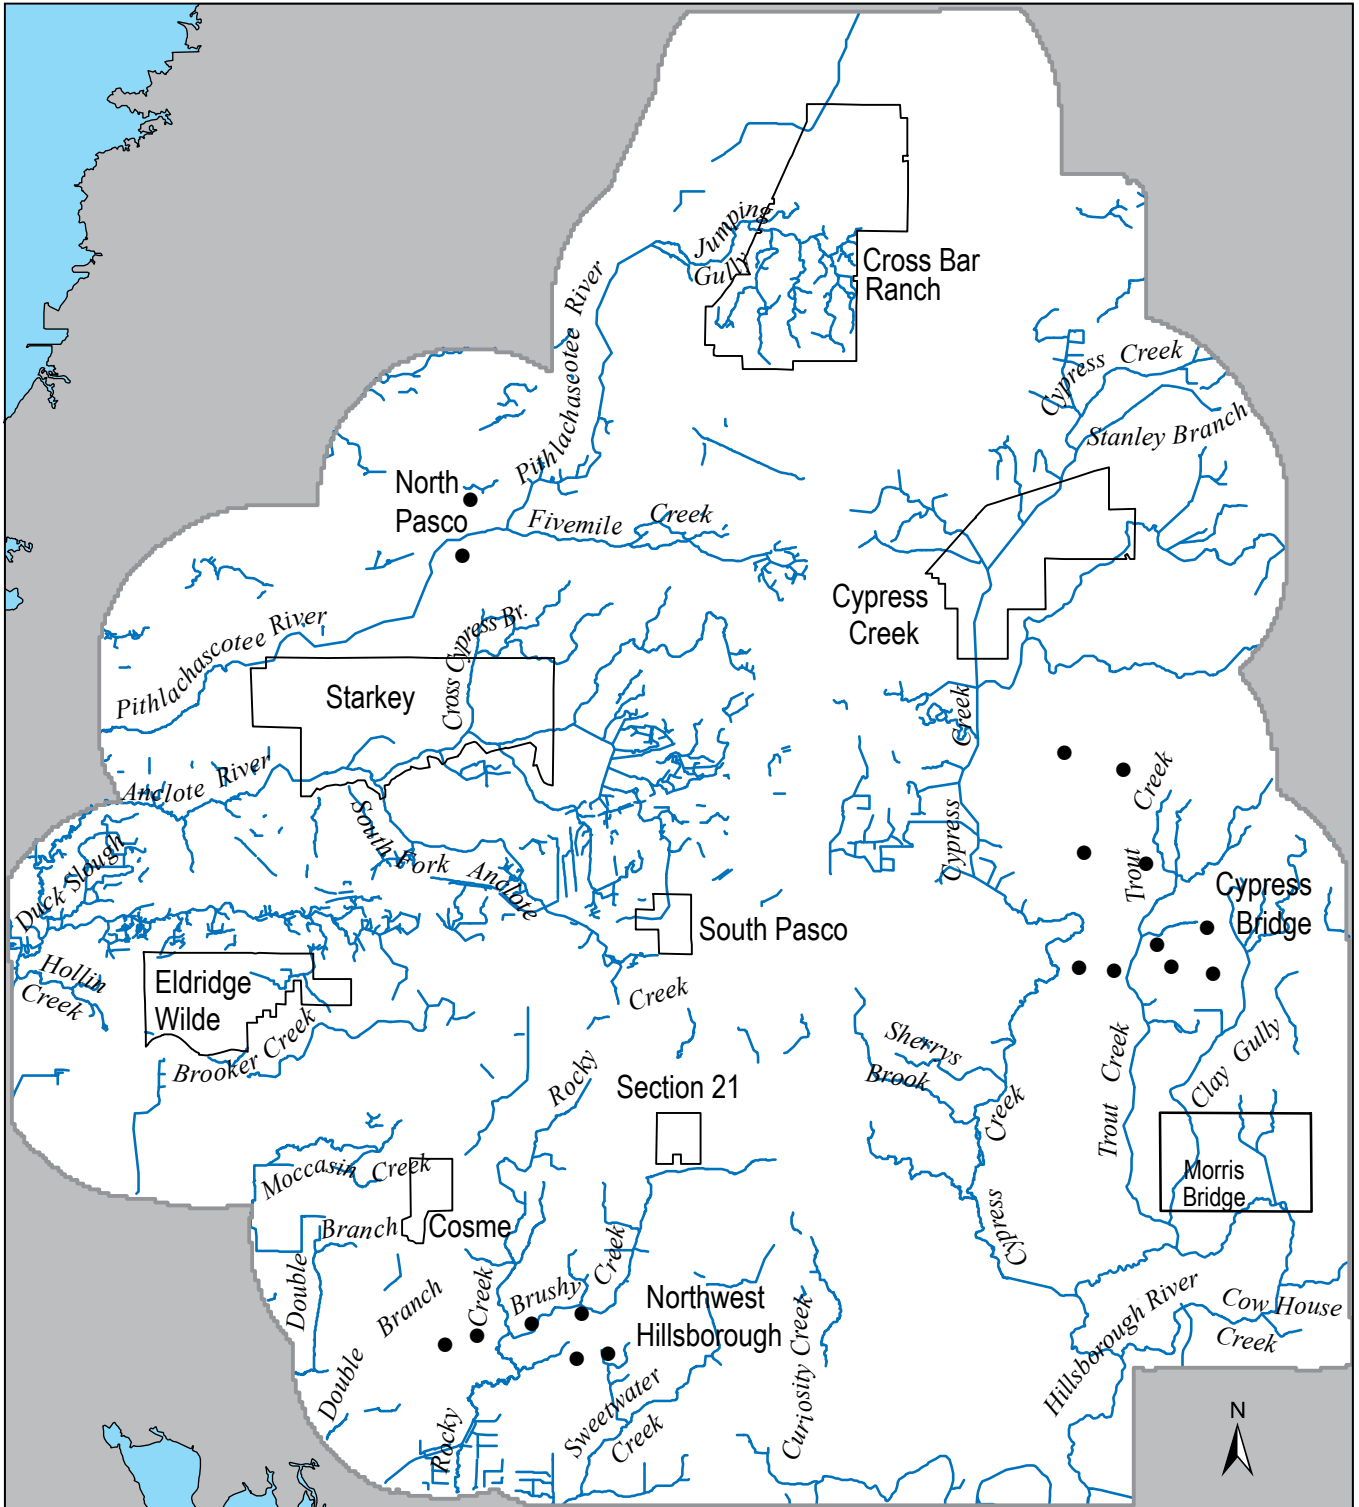 Jumping
Gully
Cross Bar
Ranch
Pithlachascotee River
Cypress Creek
Stanley Branch
North
Pasco
Fivemile Creek
Cypress
Creek
Cross Cypress Br.
Pithlachascotee River
Starkey
Creek
Cypress
Anclote River
South Fork Anclote
Duck Slough
Trout Creek
Cypress
Bridge
South Pasco
Hollin
Creek
Eldridge
Wilde
Creek
Brooker Creek
Rocky
Sherrys
Brook
Section 21
Creek
Cypress
Trout Creek
Clay Gully
Morris
Bridge
Moccasin Creek
Branch
Cosme
Double
Branch
Double
Creek
Rocky
Brushy
Creek
Northwest
Hillsborough
Sweetwater
Creek
Curiosity Creek
Hillsborough River
Cow House
Creek
N